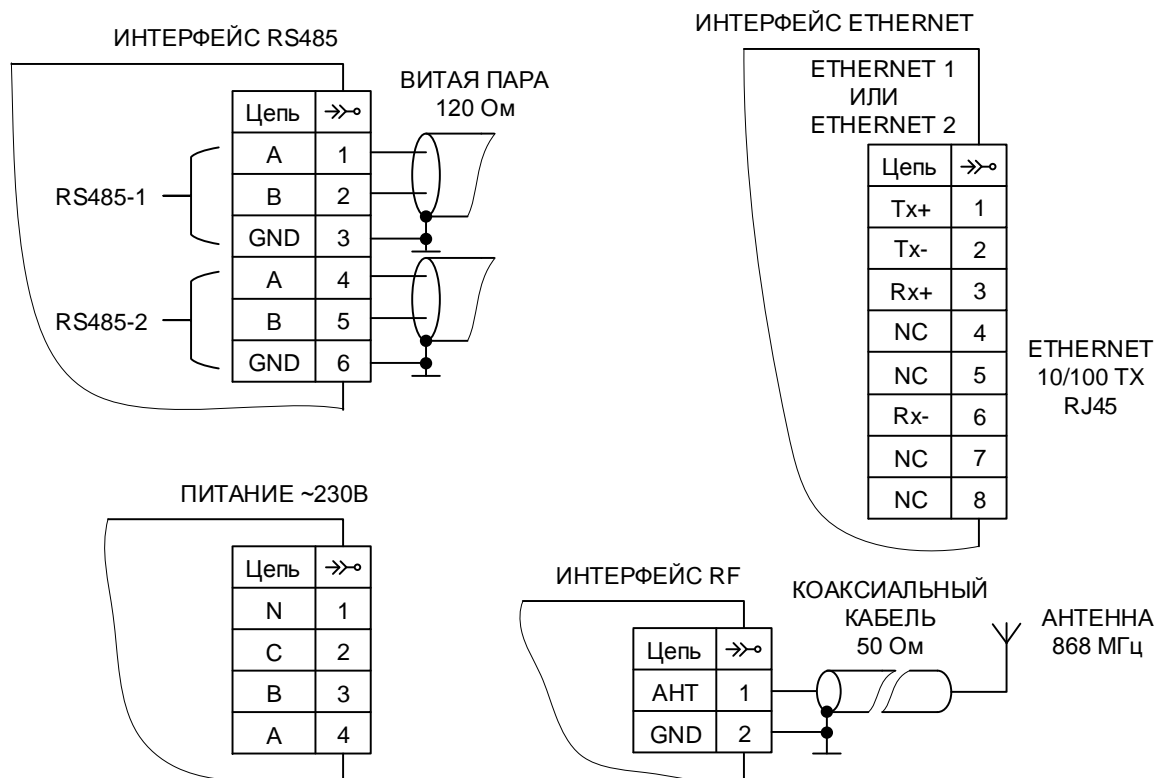 ИНТЕРФЕЙС RS485
ВИТАЯ ПАРА
120 Ом
Цепь
A 1
B 2
GND 3
A 4
B 5
GND 6
RS485-1
RS485-2
ИНТЕРФЕЙС ETHERNET
ETHERNET 1
ИЛИ
ETHERNET 2
Цепь
Tx+ 1
Tx- 2
Rx+ 3
NC 4
NC 5
Rx- 6
NC 7
NC 8
ETHERNET
10/100 TX
RJ45
ПИТАНИЕ ~230В
Цепь
N 1
C 2
B 3
A 4
ИНТЕРФЕЙС RF
Цепь
АНТ 1
GND 2
КОАКСИАЛЬНЫЙ
КАБЕЛЬ
50 Ом
АНТЕННА
868 МГц